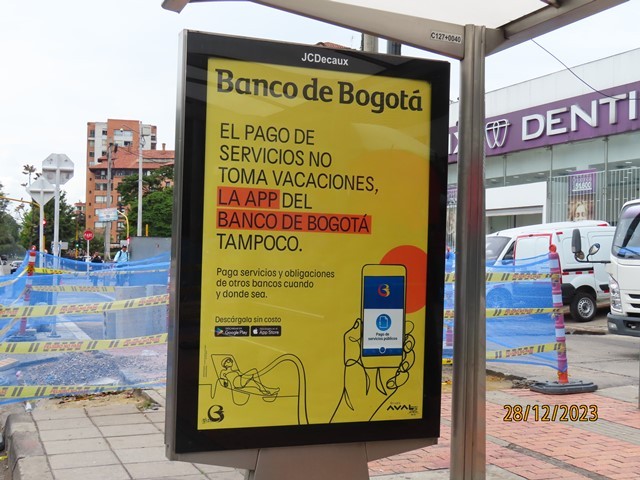 C127+0040
JCDecaux
Banco de Bogotá
DENTI
EL PAGO DE
SERVICIOS NO
TOMA VACACIONES,
LA APP DEL
BANCO DE BOGOTÁ
TAMPOCO.
Paga servicios y obligaciones
de otros bancos cuando
y donde sea.
Descárgala sin costo
Google Play
App Store
Pago de
servicios públicos
AVAL
28/12/2023